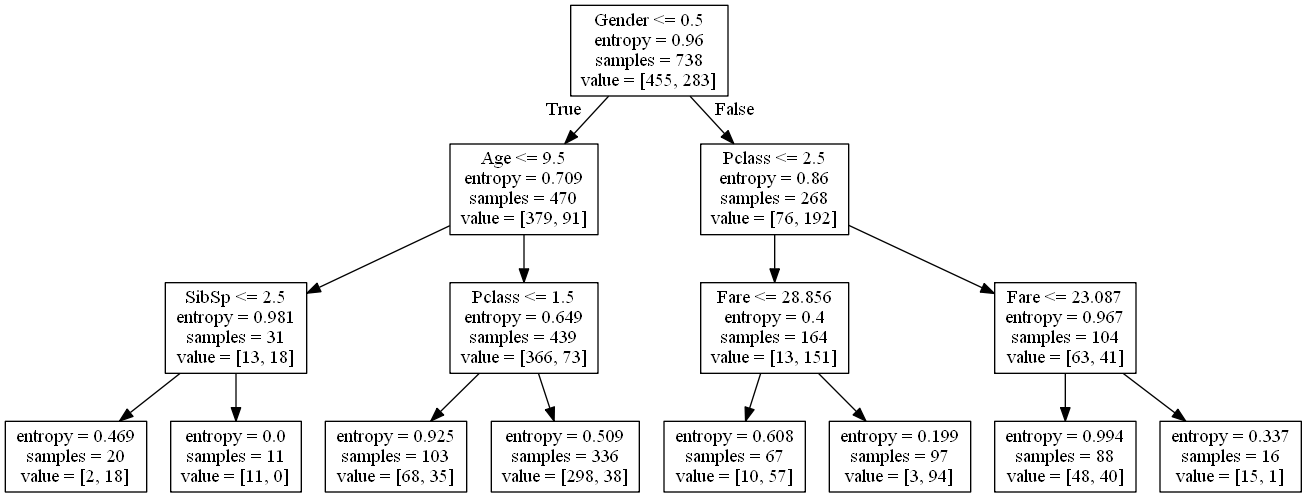 Gender <= 0.5
entropy = 0.96
samples = 738
value = [455, 283]
True
False
Age <= 9.5
entropy = 0.709
samples = 470
value = [379, 91]
Pclass <= 2.5
entropy = 0.86
samples = 268
value = [76, 192]
SibSp <= 2.5
entropy = 0.981
samples = 31
value = [13, 18]
Pclass <= 1.5
entropy = 0.649
samples = 439
value = [366, 73]
Fare <= 28.856
entropy = 0.4
samples = 164
value = [13, 151]
Fare <= 23.087
entropy = 0.967
samples = 104
value = [63, 41]
entropy = 0.469
samples = 20
value = [2, 18]
entropy = 0.0
samples = 11
value = [11, 0]
entropy = 0.925
samples = 103
value = [68, 35]
entropy = 0.509
samples = 336
value = [298, 38]
entropy = 0.608
samples = 67
value = [10, 57]
entropy = 0.199
samples = 97
value = [3, 94]
entropy = 0.994
samples = 88
value = [48, 40]
entropy = 0.337
samples = 16
value = [15, 1]